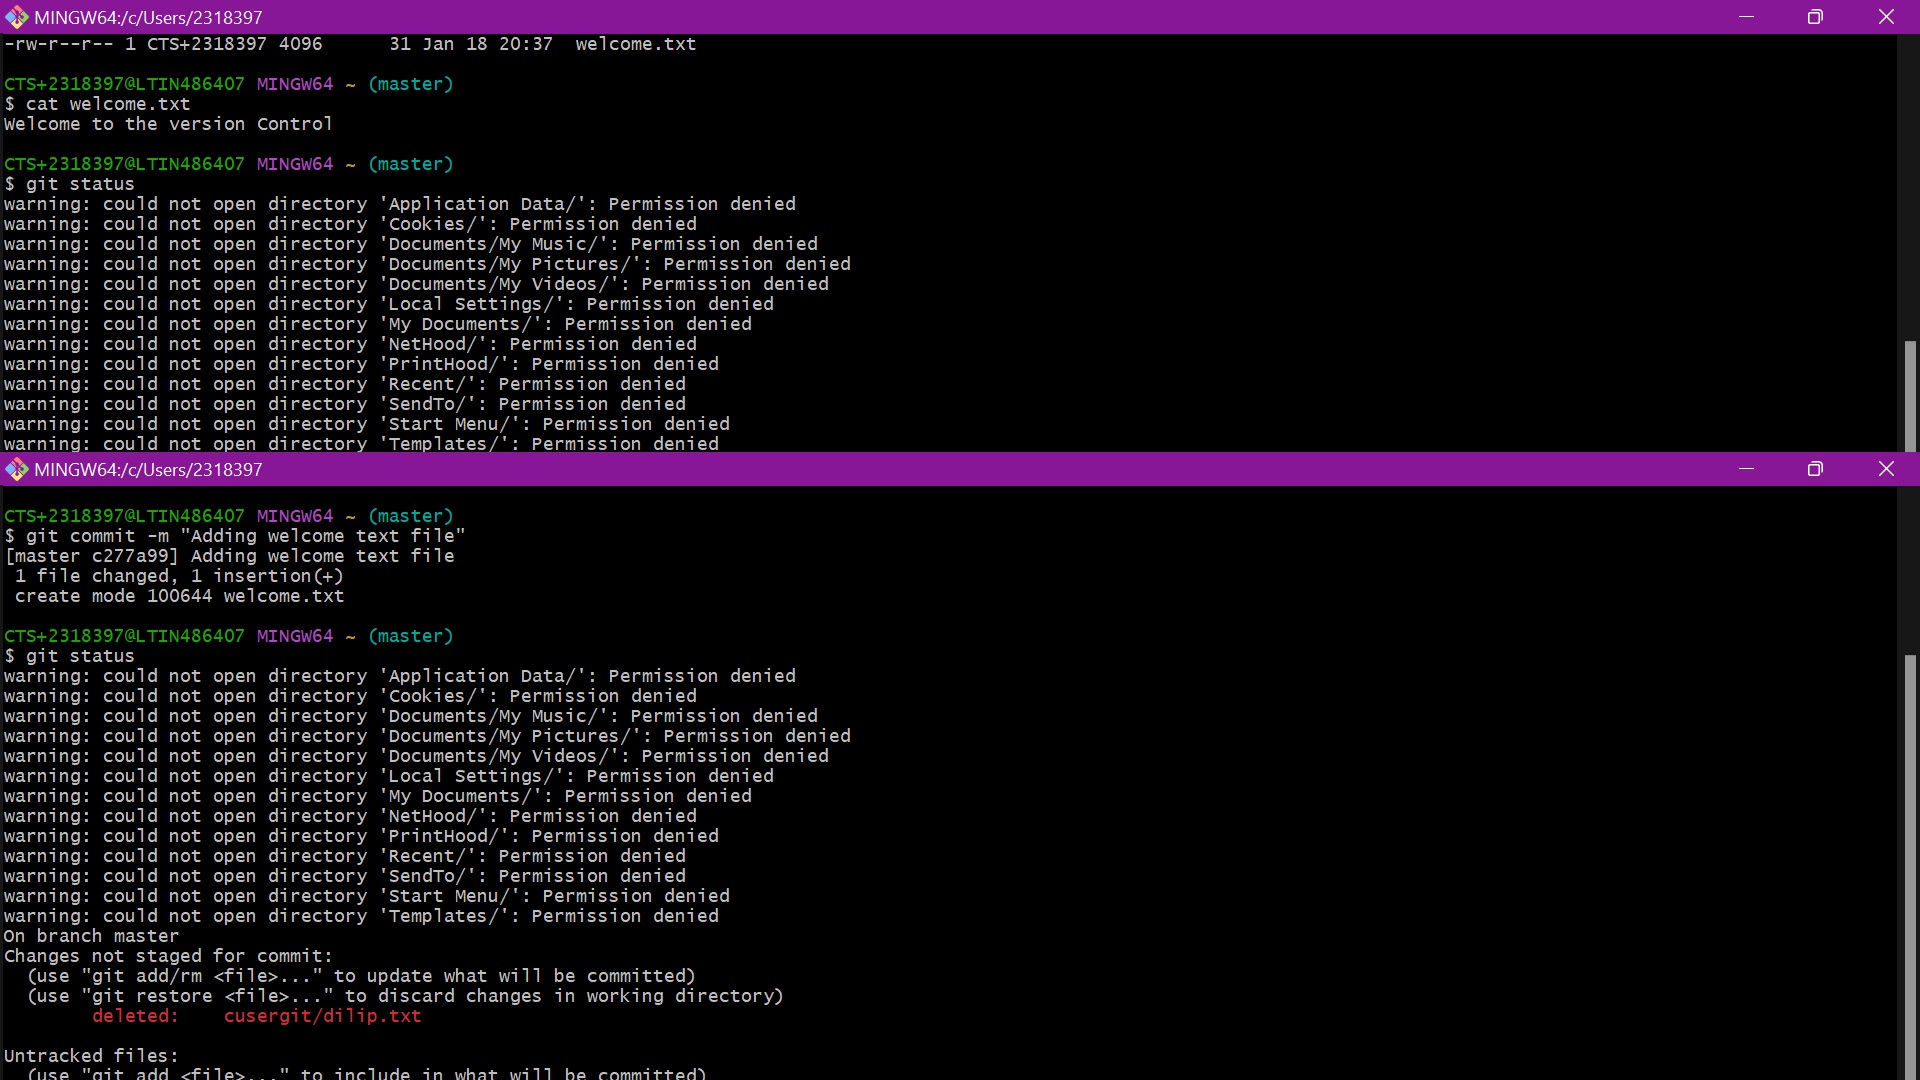 MINGW64:/c/Users/2318397
-rw-r--r-- 1 CTS+2318397 4096      31 Jan 18 20:37  welcome.txt
CTS+2318397@LTIN486407 MINGW64 ~ (master)
$ cat welcome.txt
Welcome to the version Control
CTS+2318397@LTIN486407 MINGW64 ~ (master)
$ git status
warning: could not open directory 'Application Data/': Permission denied
warning: could not open directory 'Cookies/': Permission denied
warning: could not open directory 'Documents/My Music/': Permission denied
warning: could not open directory 'Documents/My Pictures/': Permission denied
warning: could not open directory 'Documents/My Videos/': Permission denied
warning: could not open directory 'Local Settings/': Permission denied
warning: could not open directory 'My Documents/': Permission denied
warning: could not open directory 'NetHood/': Permission denied
warning: could not open directory 'PrintHood/': Permission denied
warning: could not open directory 'Recent/': Permission denied
warning: could not open directory 'SendTo/': Permission denied
warning: could not open directory 'Start Menu/': Permission denied
warning: could not open directory 'Templates/': Permission denied
MINGW64:/c/Users/2318397
CTS+2318397@LTIN486407 MINGW64 ~ (master)
$ git commit -m "Adding welcome text file"
[master c277a99] Adding welcome text file
 1 file changed, 1 insertion(+)
 create mode 100644 welcome.txt
CTS+2318397@LTIN486407 MINGW64 ~ (master)
$ git status
warning: could not open directory 'Application Data/': Permission denied
warning: could not open directory 'Cookies/': Permission denied
warning: could not open directory 'Documents/My Music/': Permission denied
warning: could not open directory 'Documents/My Pictures/': Permission denied
warning: could not open directory 'Documents/My Videos/': Permission denied
warning: could not open directory 'Local Settings/': Permission denied
warning: could not open directory 'My Documents/': Permission denied
warning: could not open directory 'NetHood/': Permission denied
warning: could not open directory 'PrintHood/': Permission denied
warning: could not open directory 'Recent/': Permission denied
warning: could not open directory 'SendTo/': Permission denied
warning: could not open directory 'Start Menu/': Permission denied
warning: could not open directory 'Templates/': Permission denied
On branch master
Changes not staged for commit:
  (use "git add/rm <file>..." to update what will be committed)
  (use "git restore <file>..." to discard changes in working directory)
        deleted:    cusergit/dilip.txt
Untracked files:
  (use "git add <file>..." to include in what will be committed)